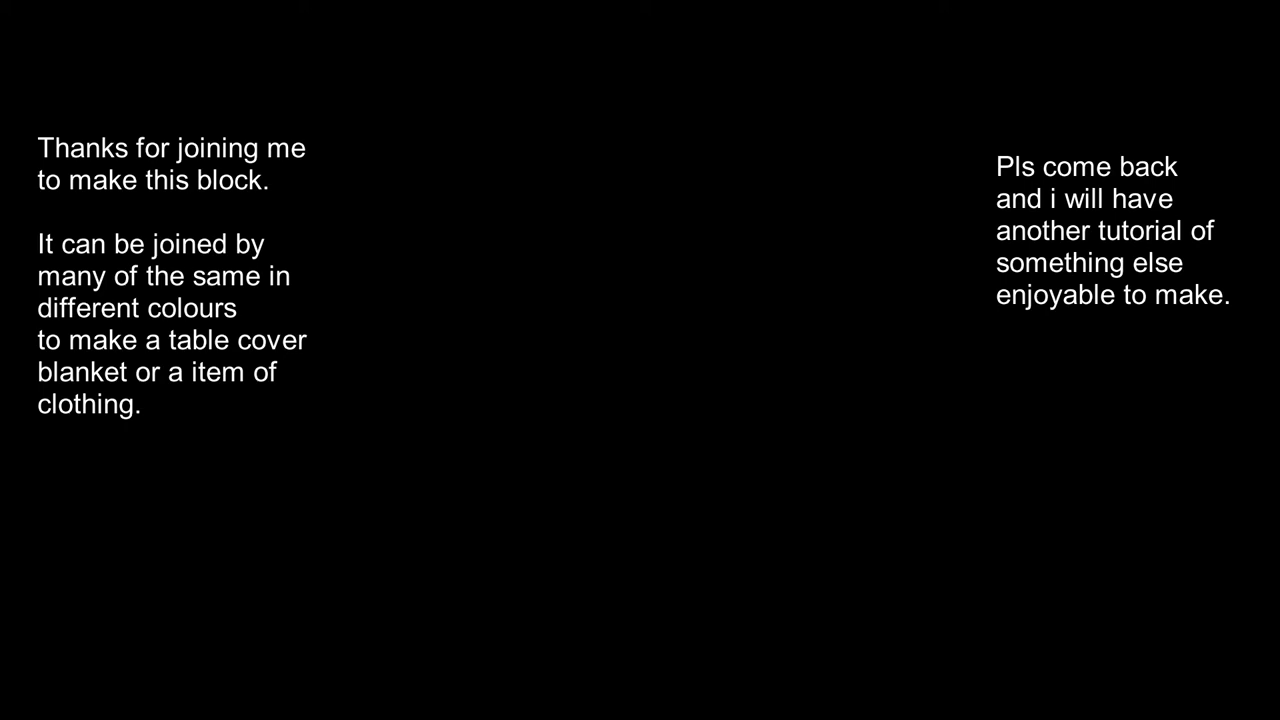 Thanks for joining me
to make this block.
It can be joined by
many of the same in
different colours
to make a table cover
blanket or a item of
clothing.
Pls come back
and i will have
another tutorial of
something else
enjoyable to make.